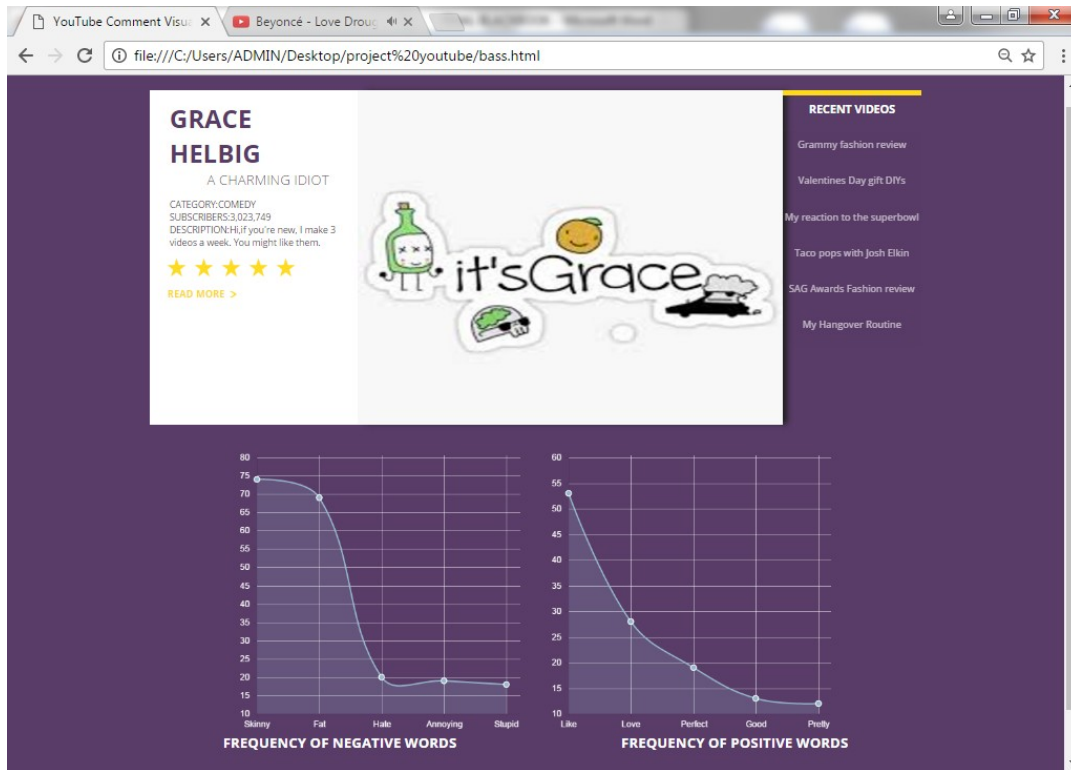 YouTube Comment Visua
Beyoncé - Love Droug
file:///C:/Users/ADMIN/Desktop/project%20youtube/bass.html
GRACE
HELBIG
A CHARMING IDIOT
CATEGORY:COMEDY
SUBSCRIBERS:3,023,749
DESCRIPTION:Hi,if you're new, I make 3
videos a week. You might like them.
READ MORE >
it'sGrace
RECENT VIDEOS
Grammy fashion review
Valentines Day gift DIYs
My reaction to the superbowl
Taco pops with Josh Elkin
SAG Awards Fashion review
My Hangover Routine
80
75
70
65
60
55
50
45
40
35
30
25
20
15
10
Skinny Fat Hate Annoying Stupid
FREQUENCY OF NEGATIVE WORDS
60
55
50
45
40
35
30
25
20
15
10
Like Love Perfect Good Pretty
FREQUENCY OF POSITIVE WORDS